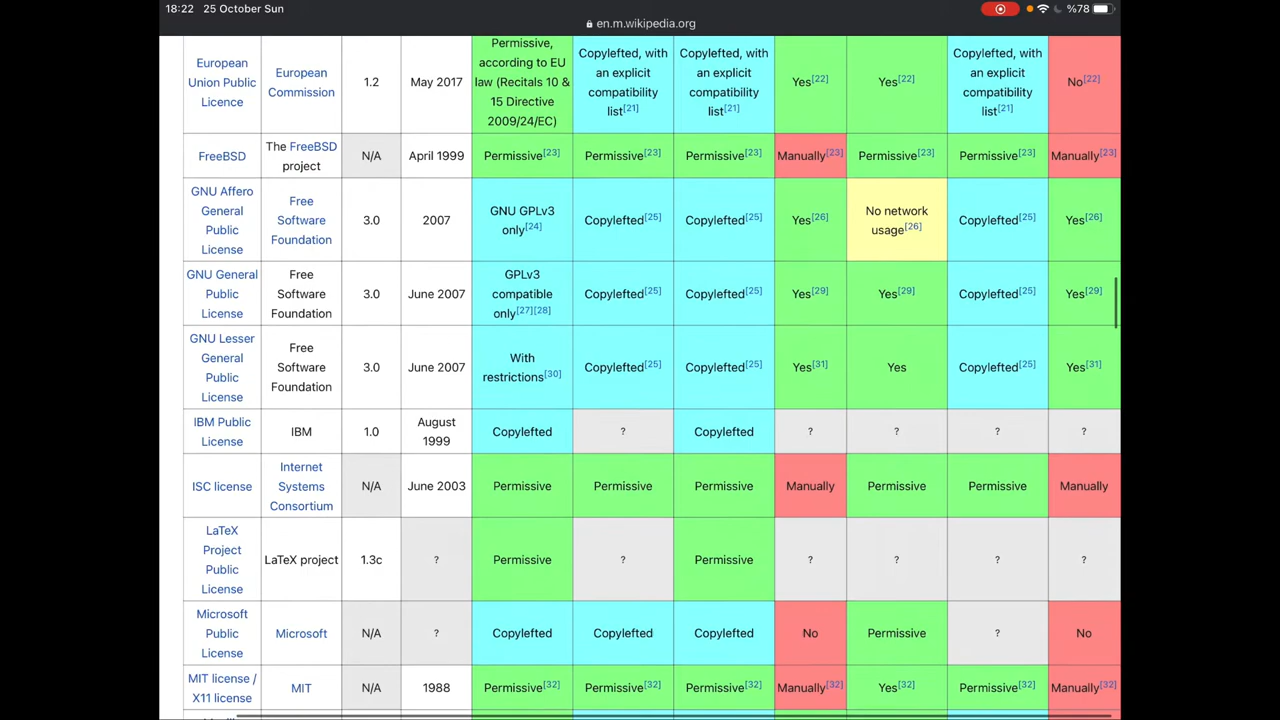 18:22 25 October Sun %78
en.m.wikipedia.org
European Union Public Licence European Commission 1.2 May 2017 Permissive, according to EU law (Recitals 10 & 15 Directive 2009/24/EC) Copylefted, with an explicit compatibility list[21] Copylefted, with an explicit compatibility list[21] Yes[22] Yes[22] Copylefted, with an explicit compatibility list[21] No[22]
FreeBSD The FreeBSD project N/A April 1999 Permissive[23] Permissive[23] Permissive[23] Manually[23] Permissive[23] Permissive[23] Manually[23]
GNU Affero General Public License Free Software Foundation 3.0 2007 GNU GPLv3 only[24] Copylefted[25] Copylefted[25] Yes[26] No network usage[26] Copylefted[25] Yes[26]
GNU General Public License Free Software Foundation 3.0 June 2007 GPLv3 compatible only[27][28] Copylefted[25] Copylefted[25] Yes[29] Yes[29] Copylefted[25] Yes[29]
GNU Lesser General Public License Free Software Foundation 3.0 June 2007 With restrictions[30] Copylefted[25] Copylefted[25] Yes[31] Yes Copylefted[25] Yes[31]
IBM Public License IBM 1.0 August 1999 Copylefted ? Copylefted ? ? ? ?
ISC license Internet Systems Consortium N/A June 2003 Permissive Permissive Permissive Manually Permissive Permissive Manually
LaTeX Project Public License LaTeX project 1.3c ? Permissive ? Permissive ? ? ? ?
Microsoft Public License Microsoft N/A ? Copylefted Copylefted Copylefted No Permissive ? No
MIT license / X11 license MIT N/A 1988 Permissive[32] Permissive[32] Permissive[32] Manually[32] Yes[32] Permissive[32] Manually[32]